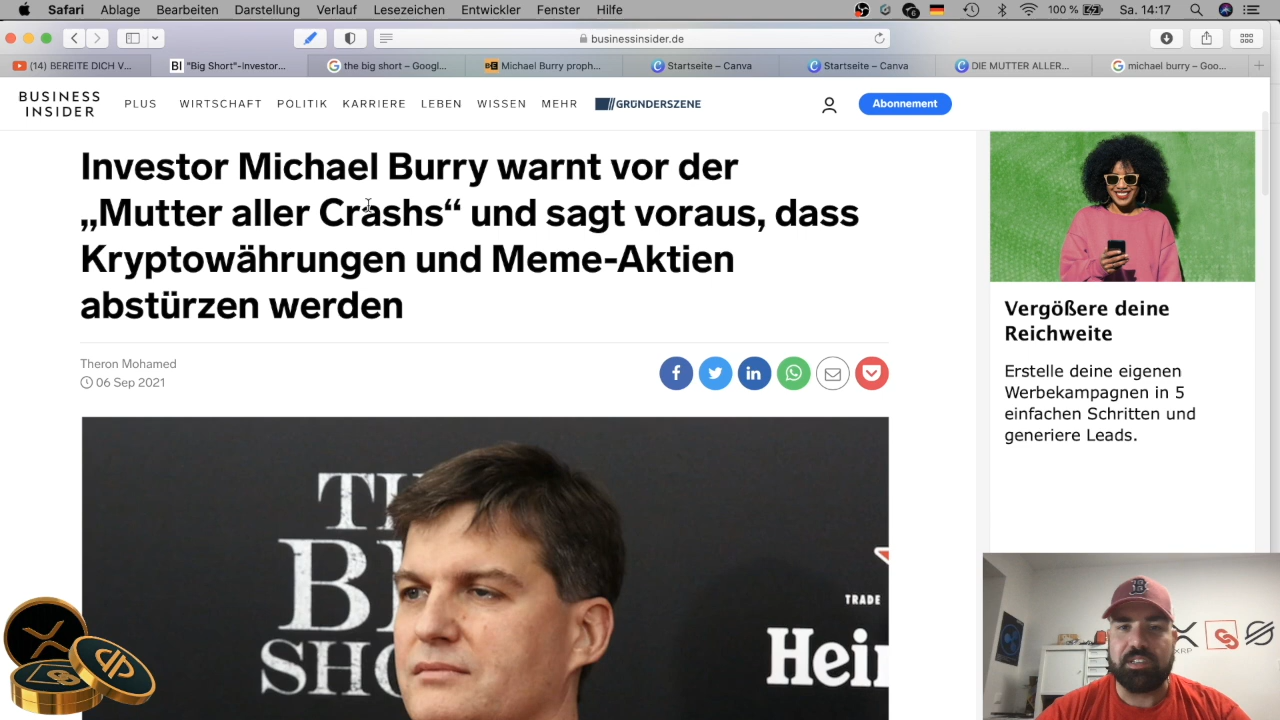 Safari Ablage Bearbeiten Darstellung Verlauf Lesezeichen Entwickler Fenster Hilfe 6 100 % Sa. 14:17
businessinsider.de
(14) BEREITE DICH V... BI "Big Short"-Investor... the big short – Googl... Michael Burry proph... Startseite – Canva Startseite – Canva DIE MUTTER ALLER... michael burry – Goo...
BUSINESS
INSIDER
PLUS WIRTSCHAFT POLITIK KARRIERE LEBEN WISSEN MEHR GRÜNDERSZENE Abonnement
Investor Michael Burry warnt vor der
„Mutter aller Crashs“ und sagt voraus, dass
Kryptowährungen und Meme-Aktien
abstürzen werden
Theron Mohamed
06 Sep 2021
Vergößere deine
Reichweite
Erstelle deine eigenen
Werbekampagnen in 5
einfachen Schritten und
generiere Leads.
TRADE
Hei
B
XRP